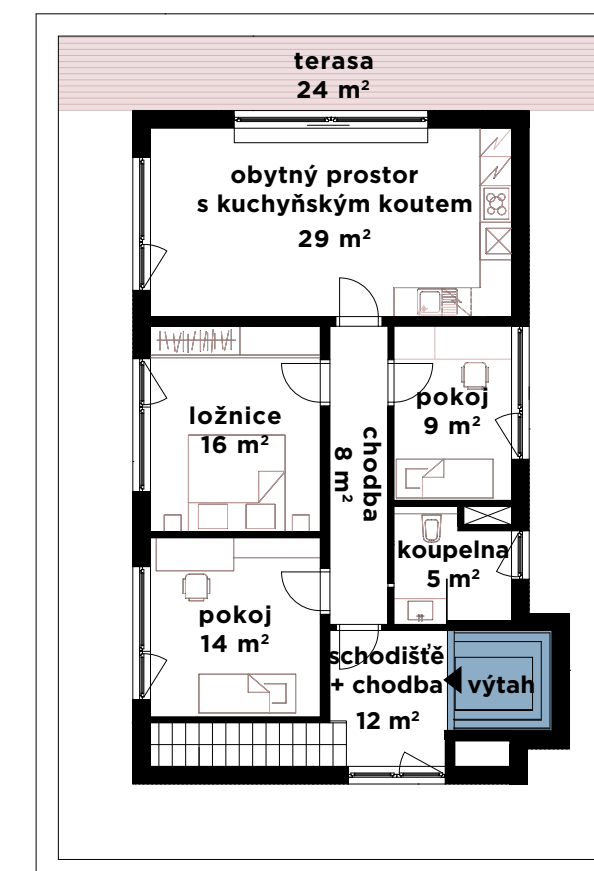 terasa
24 m²
obytný prostor
s kuchyňským koutem
29 m²
ložnice
16 m²
pokoj
9 m²
chodba
8 m²
koupelna
5 m²
pokoj
14 m²
schodišťě
+ chodba
12 m²
výtah